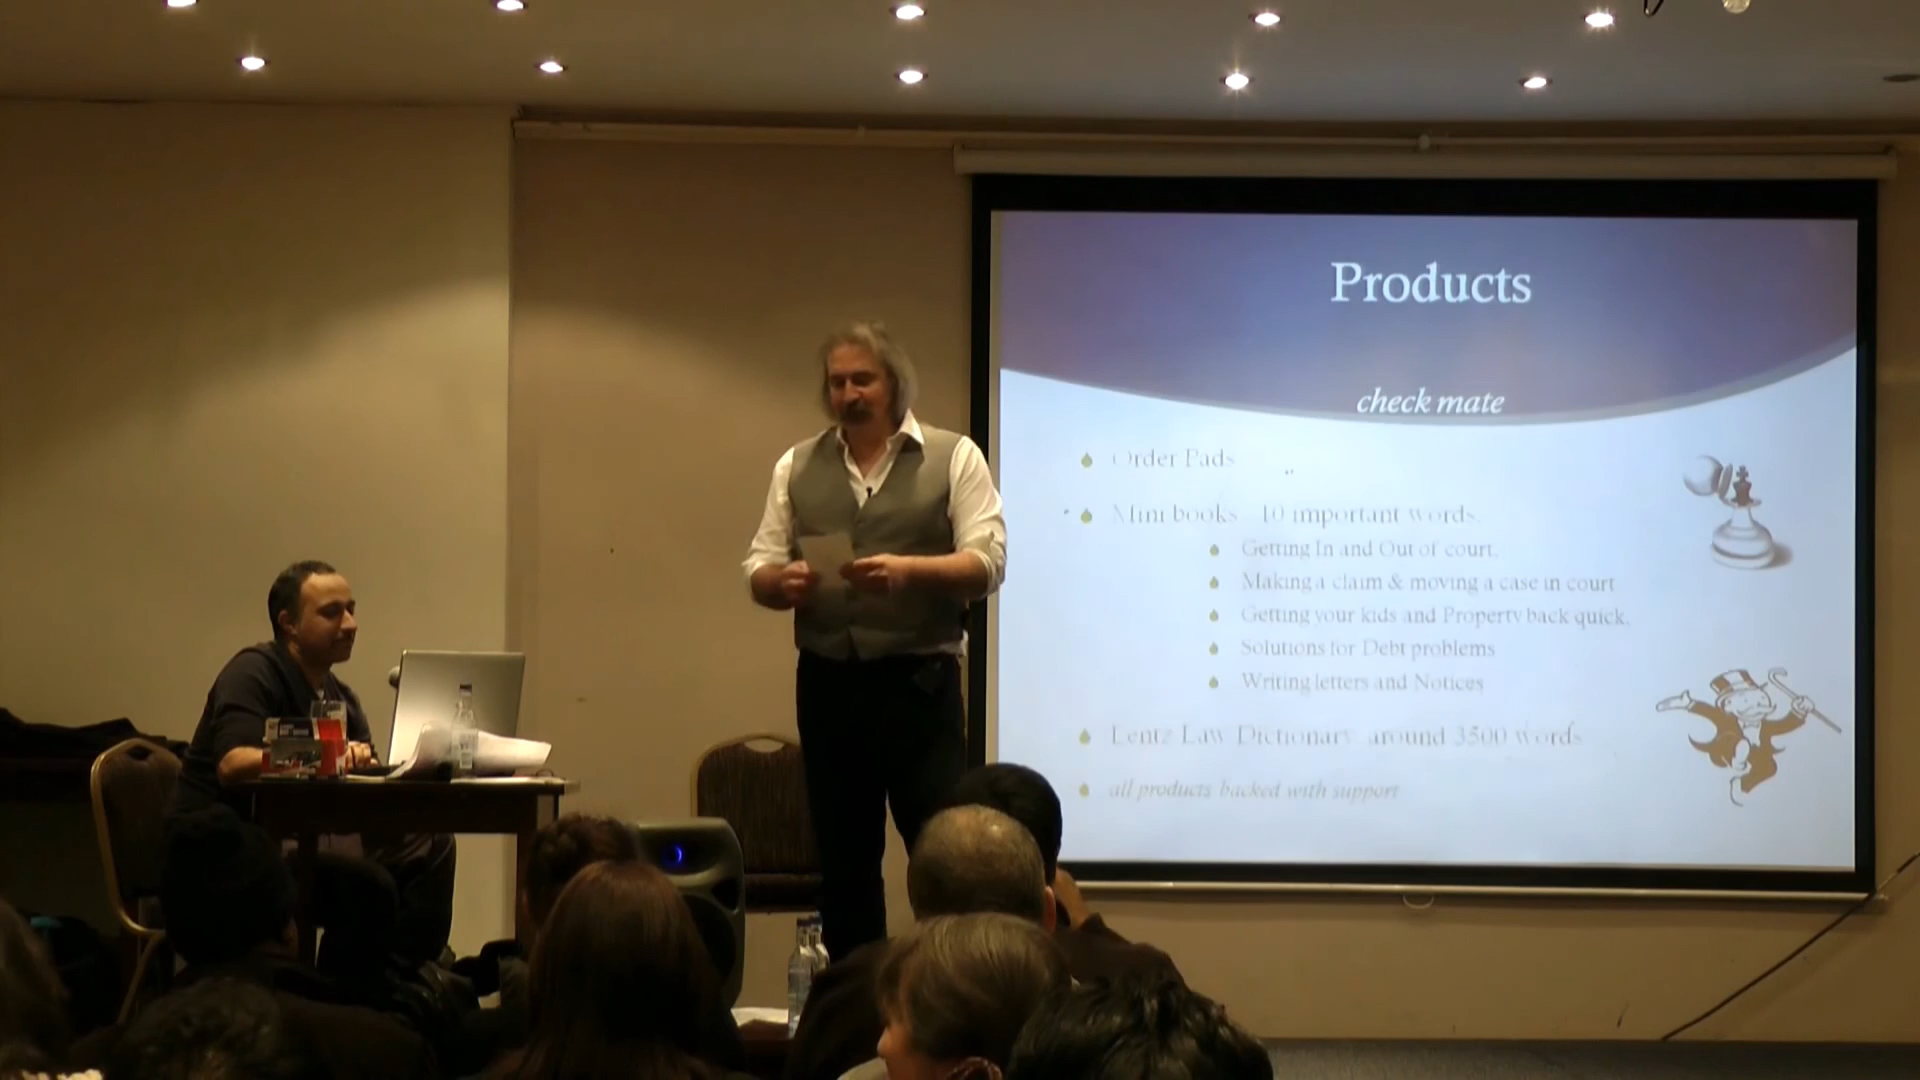 Products
check mate
Order Pads
Mini books 10 important words.
Getting In and Out of court.
Making a claim & moving a case in court
Getting your kids and Property back quick.
Solutions for Debt problems
Writing letters and Notices
Lentz Law Dictionary around 3500 words
all products backed with support